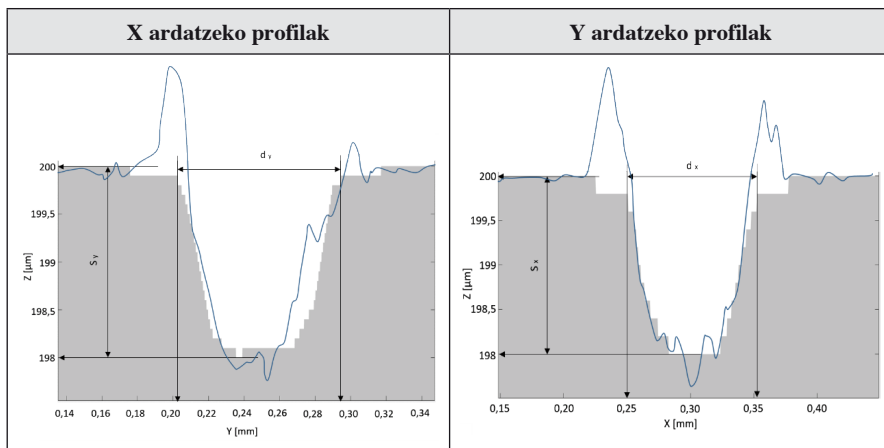 X ardatzeko profilak
Y ardatzeko profilak
200
199,5
199
198,5
198
Z [µm]
S y
d y
0,14 0,16 0,18 0,20 0,22 0,24 0,26 0,28 0,30 0,32 0,34
Y [mm]
200
199,5
199
198,5
198
Z [µm]
S x
d x
0,15 0,20 0,25 0,30 0,35 0,40
X [mm]